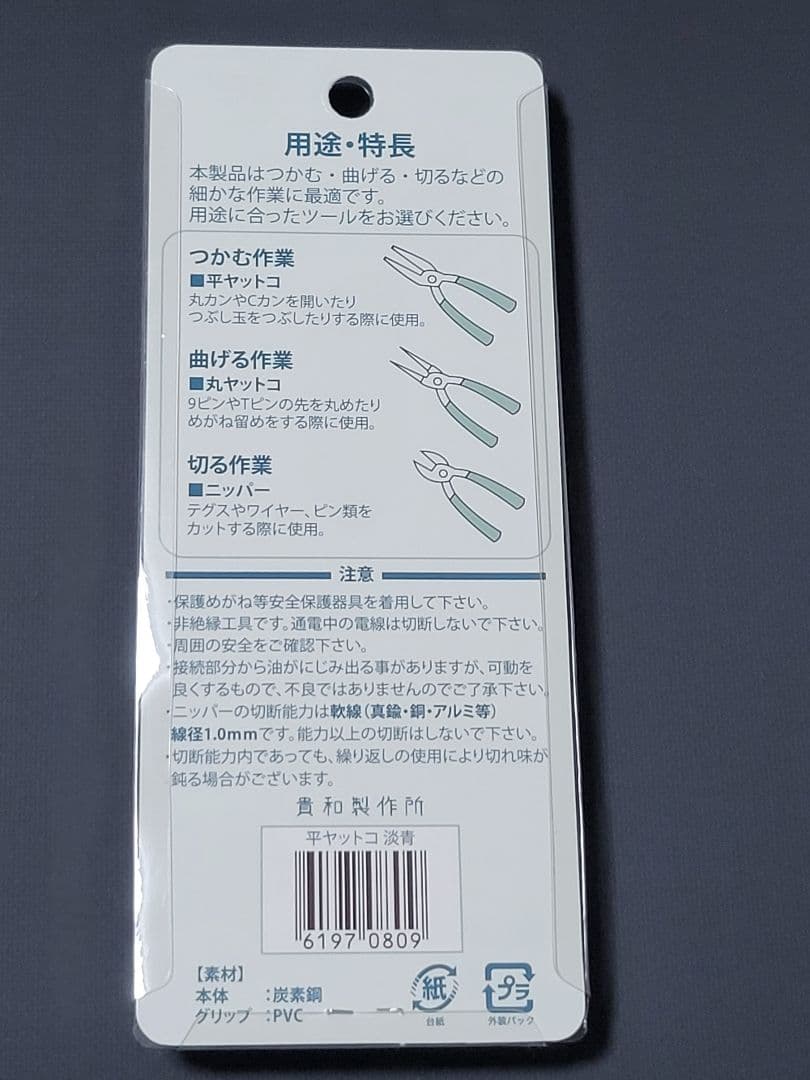 用途・特長
本製品はつかむ・曲げる・切るなどの
細かな作業に最適です。
用途に合ったツールをお選びください。
つかむ作業
■平ヤットコ
丸カンやCカンを開いたり
つぶし玉をつぶしたりする際に使用。
曲げる作業
■丸ヤットコ
9ピンやTピンの先を丸めたり
めがね留めをする際に使用。
切る作業
■ニッパー
テグスやワイヤー、ピン類を
カットする際に使用。
注意
・保護めがね等安全保護器具を着用して下さい。
・非絶縁工具です。通電中の電線は切断しないで下さい。
・周囲の安全をご確認下さい。
・接続部分から油がにじみ出る事がありますが、可動を
良くするもので、不良ではありませんのでご了承下さい。
・ニッパーの切断能力は軟線(真鍮・銅・アルミ等)
線径1.0mmです。能力以上の切断はしないで下さい。
・切断能力内であっても、繰り返しの使用により切れ味が
鈍る場合がございます。
貴和製作所
平ヤットコ 淡青
6197 0809
【素材】
本体 :炭素鋼
グリップ :PVC
紙
台紙
プラ
外装パック